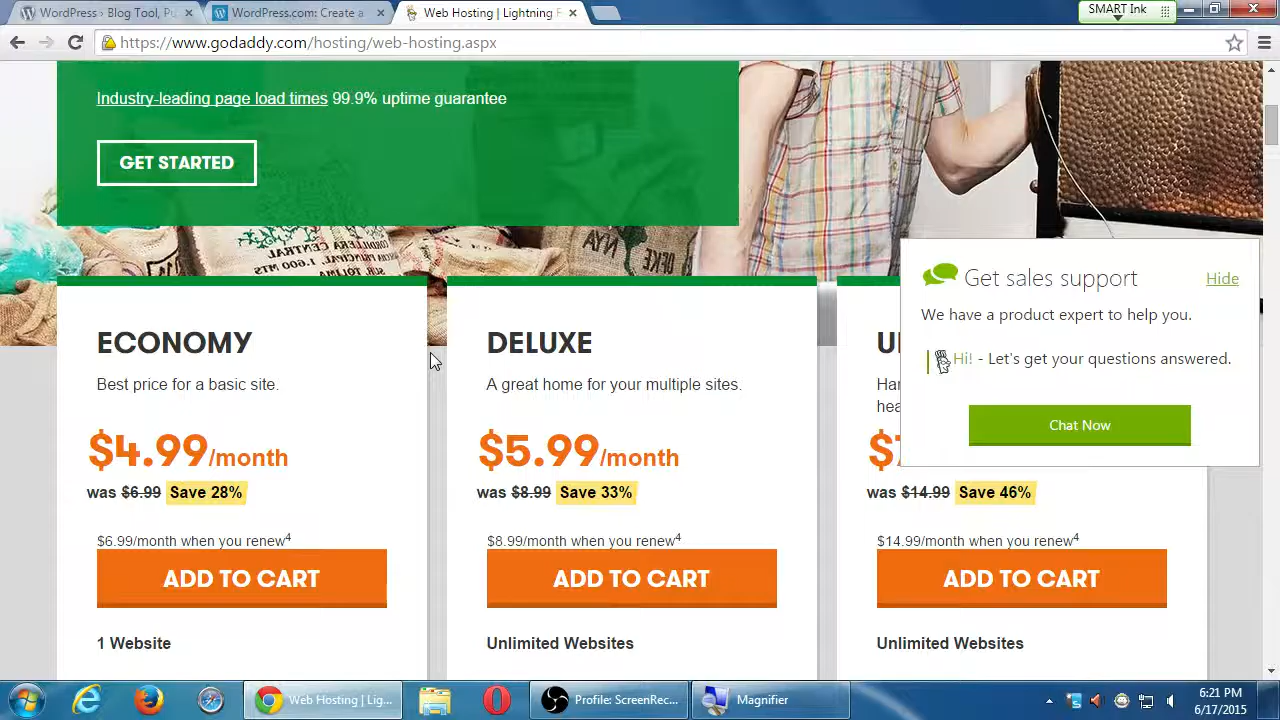 WordPress › Blog Tool, Pu
WordPress.com: Create a
Web Hosting | Lightning F
SMART Ink
https://www.godaddy.com/hosting/web-hosting.aspx
Industry-leading page load times 99.9% uptime guarantee
GET STARTED
Get sales support
Hide
We have a product expert to help you.
Hi! - Let's get your questions answered.
Chat Now
ECONOMY
Best price for a basic site.
$4.99/month
was $6.99 Save 28%
$6.99/month when you renew4
ADD TO CART
1 Website
DELUXE
A great home for your multiple sites.
$5.99/month
was $8.99 Save 33%
$8.99/month when you renew4
ADD TO CART
Unlimited Websites
was $14.99 Save 46%
$14.99/month when you renew4
ADD TO CART
Unlimited Websites
Web Hosting | Lig...
Profile: ScreenRec...
Magnifier
6:21 PM
6/17/2015